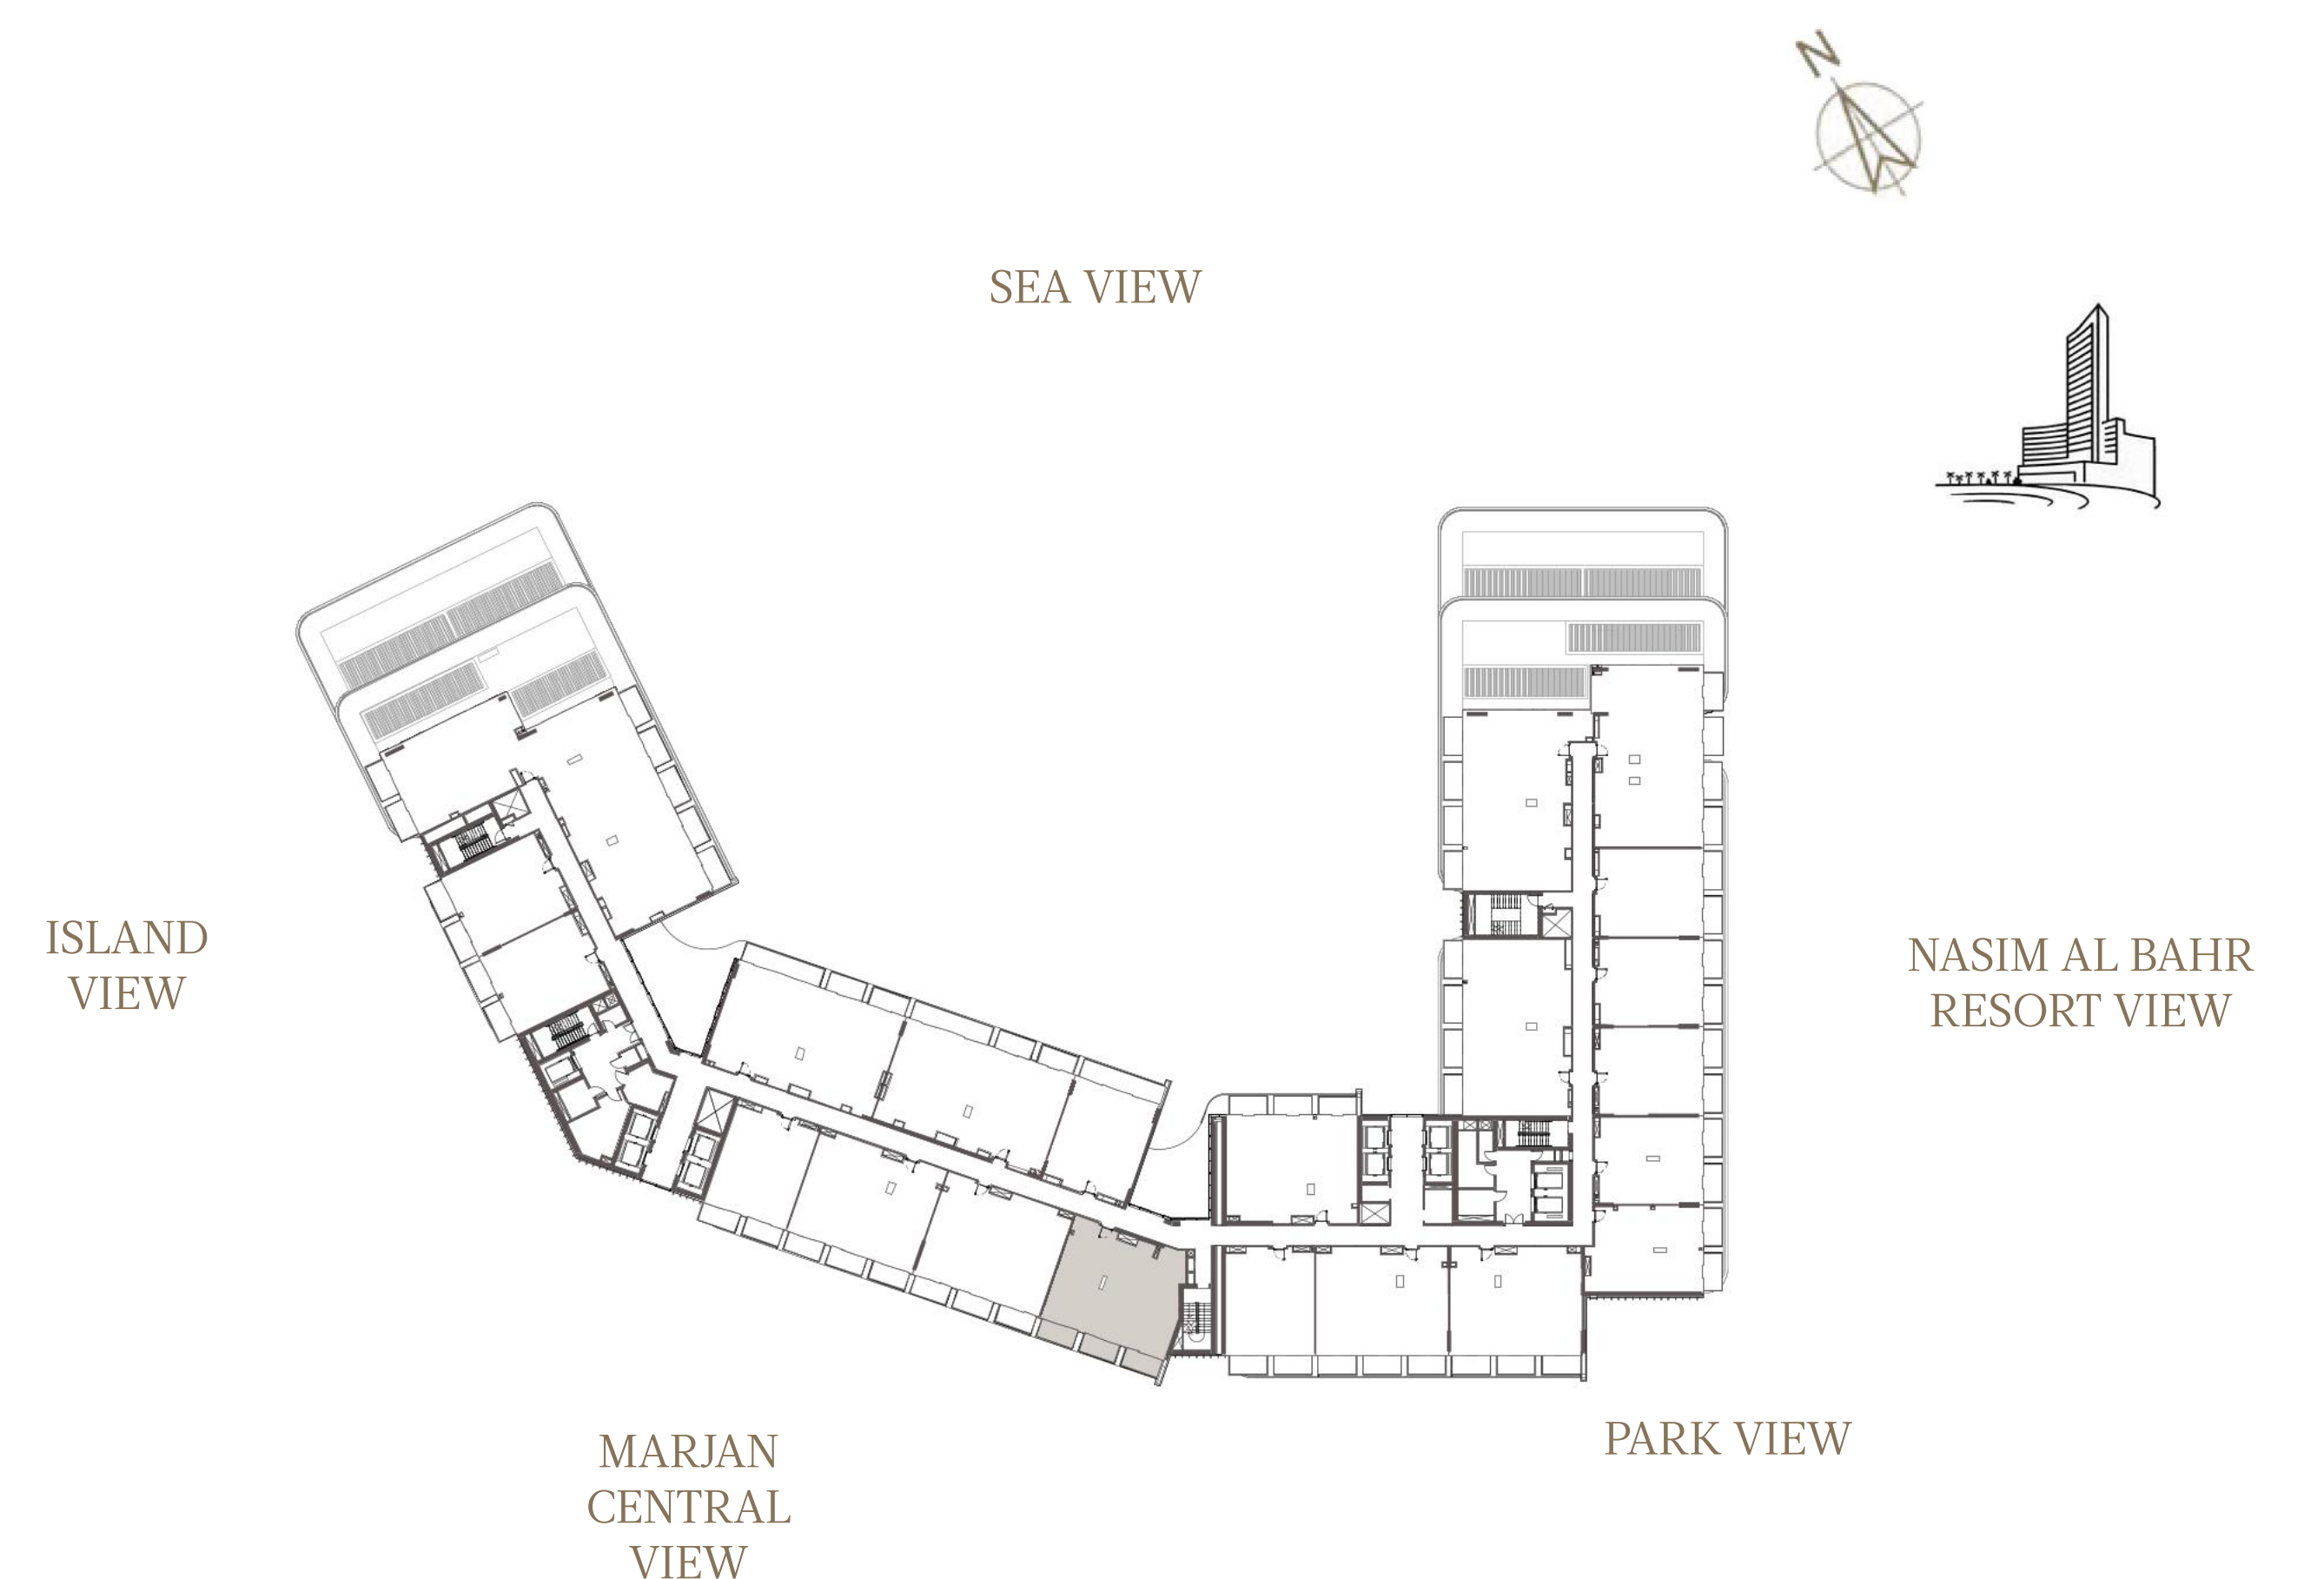 N
SEA VIEW
ISLAND
VIEW
NASIM AL BAHR
RESORT VIEW
MARJAN
CENTRAL
VIEW
PARK VIEW